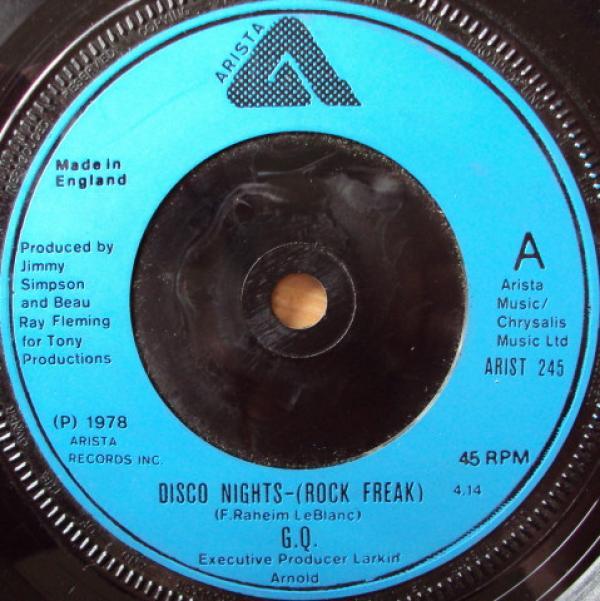 ARISTA
Made in
England
Produced by
Jimmy
Simpson
and Beau
Ray Fleming
for Tony
Productions
A
Arista
Music/
Chrysalis
Music Ltd
ARIST 245
(P) 1978
ARISTA
RECORDS INC.
45 RPM
DISCO NIGHTS-(ROCK FREAK) 4.14
(F.Raheim LeBlanc)
G.Q.
Executive Producer Larkin
Arnold